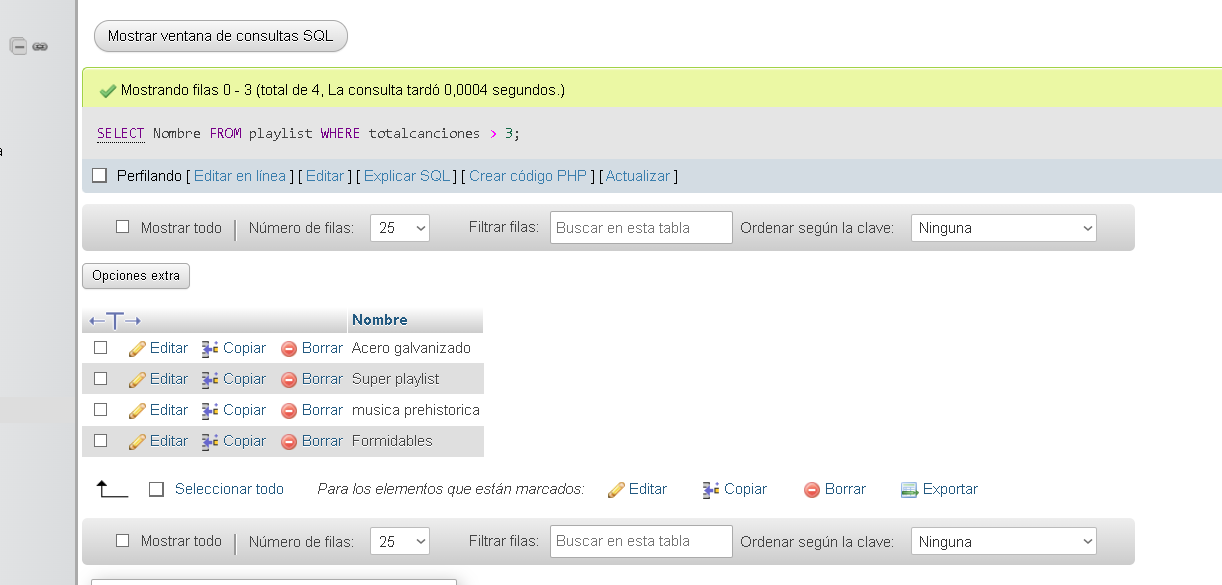 Mostrar ventana de consultas SQL
Mostrando filas 0 - 3 (total de 4, La consulta tardó 0,0004 segundos.)
SELECT Nombre FROM playlist WHERE totalcanciones > 3;
Perfilando [ Editar en línea ] [ Editar ] [ Explicar SQL ] [ Crear código PHP ] [ Actualizar ]
Mostrar todo | Número de filas: 25 Filtrar filas: Buscar en esta tabla Ordenar según la clave: Ninguna
Opciones extra
←T→ Nombre
Editar Copiar Borrar Acero galvanizado
Editar Copiar Borrar Super playlist
Editar Copiar Borrar musica prehistorica
Editar Copiar Borrar Formidables
Seleccionar todo Para los elementos que están marcados: Editar Copiar Borrar Exportar
Mostrar todo | Número de filas: 25 Filtrar filas: Buscar en esta tabla Ordenar según la clave: Ninguna